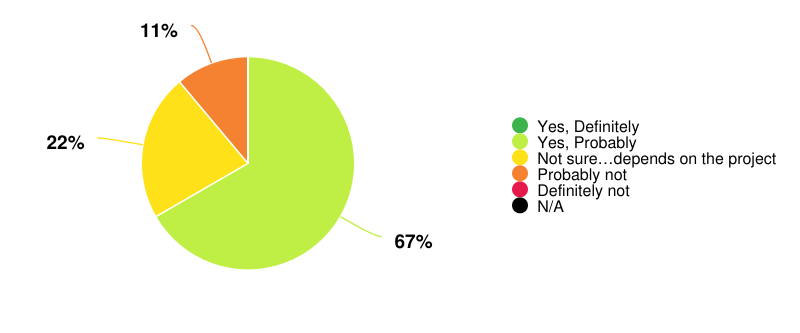 11%
22%
67%
Yes, Definitely
Yes, Probably
Not sure…depends on the project
Probably not
Definitely not
N/A